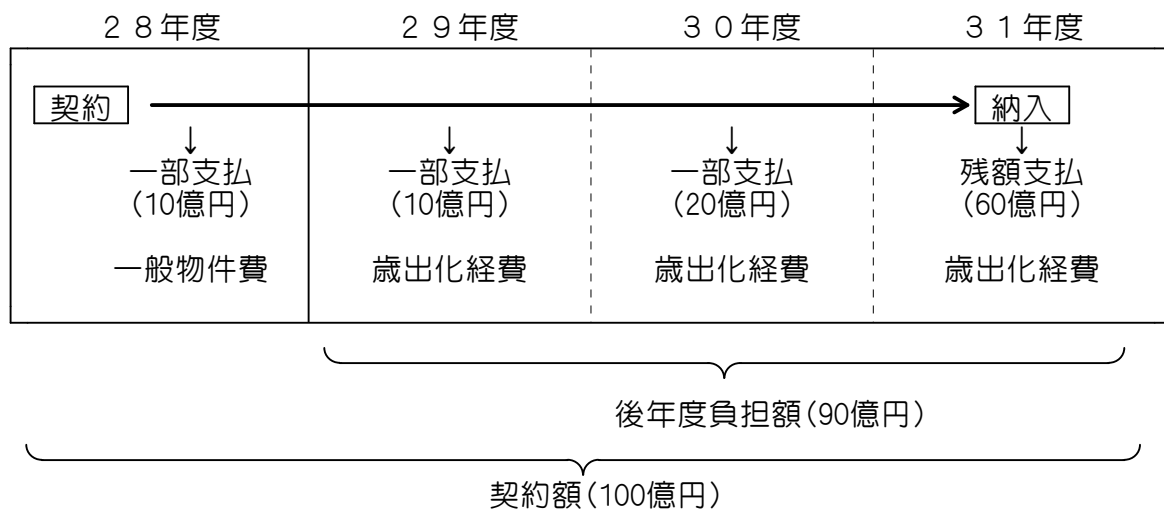 ２８年度
２９年度
３０年度
３１年度
契約
納入
↓
↓
↓
↓
一部支払
(10億円)
一部支払
(10億円)
一部支払
(20億円)
残額支払
(60億円)
一般物件費
歳出化経費
歳出化経費
歳出化経費
後年度負担額(90億円)
契約額(100億円)